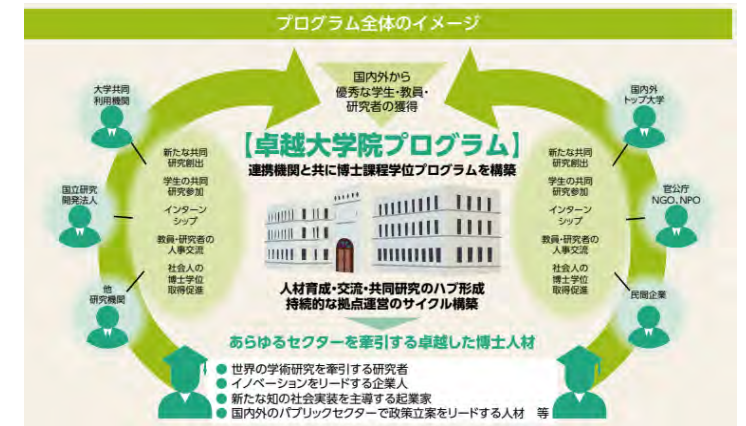 プログラム全体のイメージ
国内外から
優秀な学生・教員・
研究者の獲得
【卓越大学院プログラム】
連携機関と共に博士課程学位プログラムを構築
大学共同
利用機関
国立研究
開発法人
他
研究機関
新たな共同
研究創出
学生の共同
研究参加
インターン
シップ
教員・研究者の
人事交流
社会人の
博士学位
取得促進
人材育成・交流・共同研究のハブ形成
持続的な拠点運営のサイクル構築
新たな共同
研究創出
学生の共同
研究参加
インターン
シップ
教員・研究者の
人事交流
社会人の
博士学位
取得促進
国内外
トップ大学
官公庁
NGO、NPO
民間企業
あらゆるセクターを牽引する卓越した博士人材
● 世界の学術研究を牽引する研究者
● イノベーションをリードする企業人
● 新たな知の社会実装を主導する起業家
● 国内外のパブリックセクターで政策立案をリードする人材　等